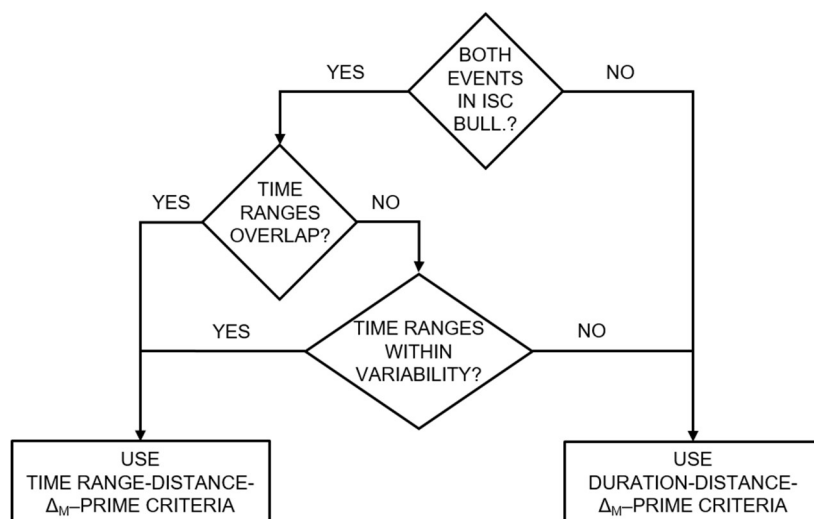 BOTH
EVENTS
IN ISC
BULL.?
YES
NO
TIME
RANGES
OVERLAP?
YES
NO
TIME RANGES
WITHIN
VARIABILITY?
YES
NO
USE
TIME RANGE-DISTANCE-
ΔM–PRIME CRITERIA
USE
DURATION-DISTANCE-
ΔM–PRIME CRITERIA